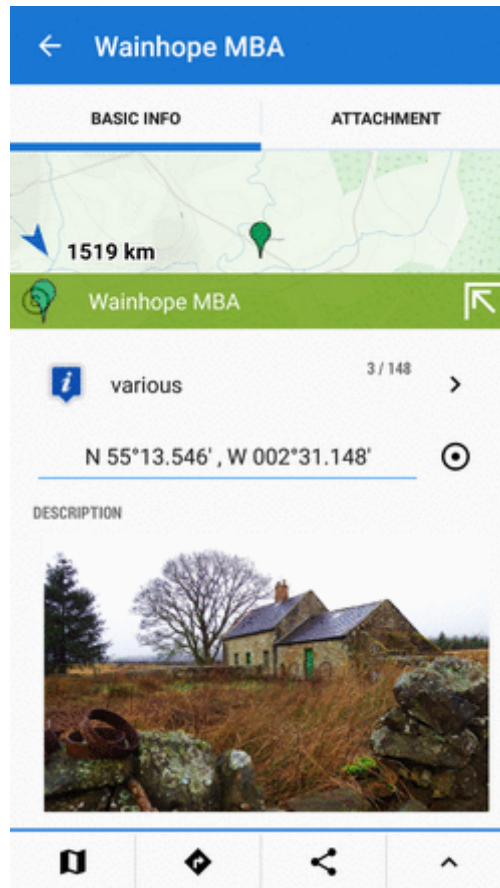 Wainhope MBA
BASIC INFO
ATTACHMENT
1519 km
Wainhope MBA
various
3 / 148
N 55°13.546' , W 002°31.148'
DESCRIPTION